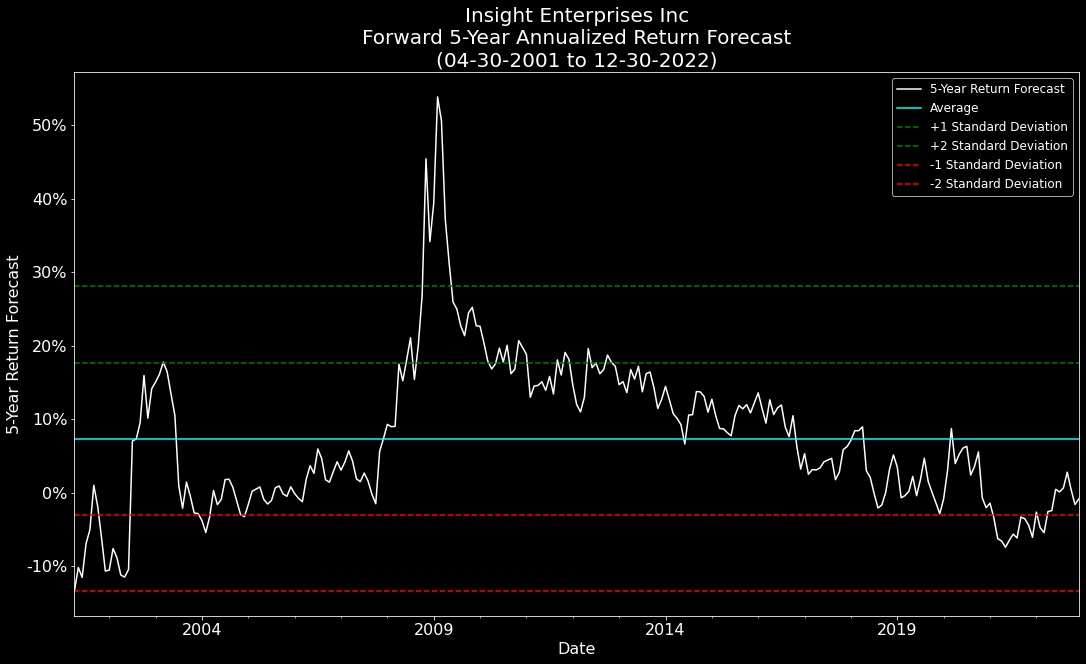 Insight Enterprises Inc
Forward 5-Year Annualized Return Forecast
(04-30-2001 to 12-30-2022)
5-Year Return Forecast
Average
+1 Standard Deviation
+2 Standard Deviation
-1 Standard Deviation
-2 Standard Deviation
5-Year Return Forecast
50%
40%
30%
20%
10%
0%
-10%
2004
2009
2014
2019
Date